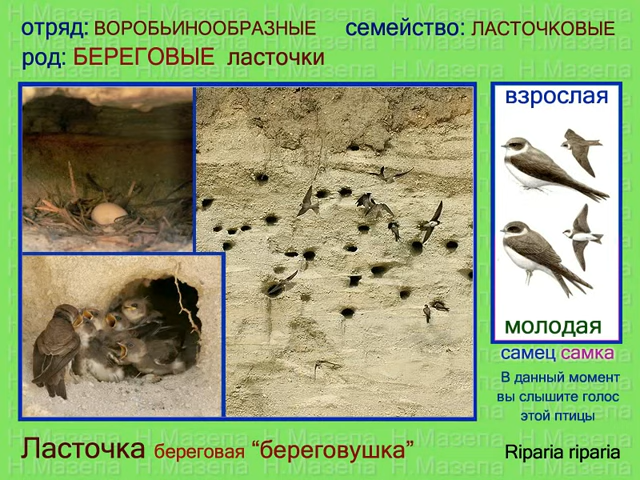 отряд: ВОРОБЬИНООБРАЗНЫЕ семейство: ЛАСТОЧКОВЫЕ
род: БЕРЕГОВЫЕ ласточки
взрослая
молодая
самец самка
В данный момент
вы слышите голос
этой птицы
Ласточка береговая “береговушка” Riparia riparia
Н.Мазепа